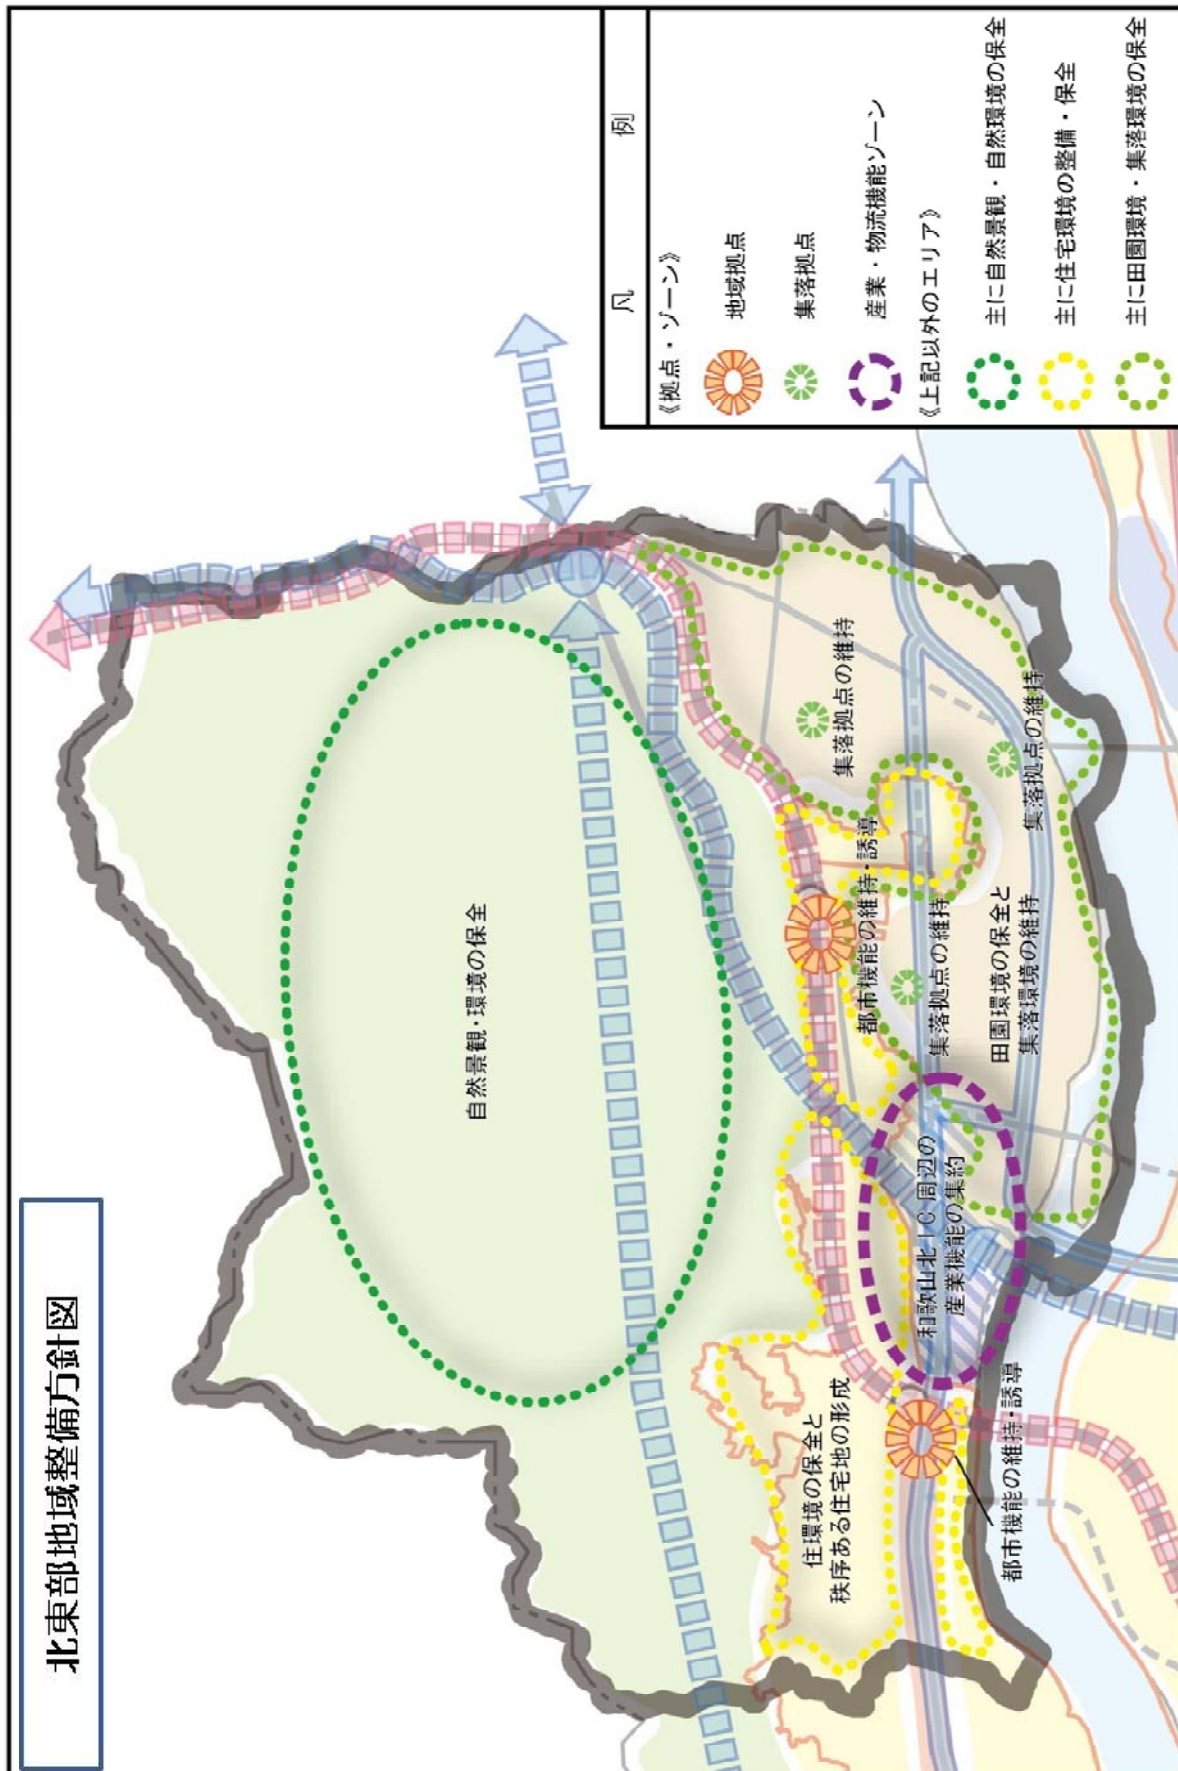 北東部地域整備方針図
凡例
《拠点・ゾーン》
地域拠点
集落拠点
産業・物流機能ゾーン
《上記以外のエリア》
主に自然景観・自然環境の保全
主に住宅環境の整備・保全
主に田園環境・集落環境の保全
自然景観・環境の保全
住環境の保全と
秩序ある住宅地の形成
都市機能の維持・誘導
和歌山北ＩＣ周辺の
産業機能の集約
都市機能の維持・誘導
集落拠点の維持
田園環境の保全と
集落環境の維持
集落拠点の維持
集落拠点の維持